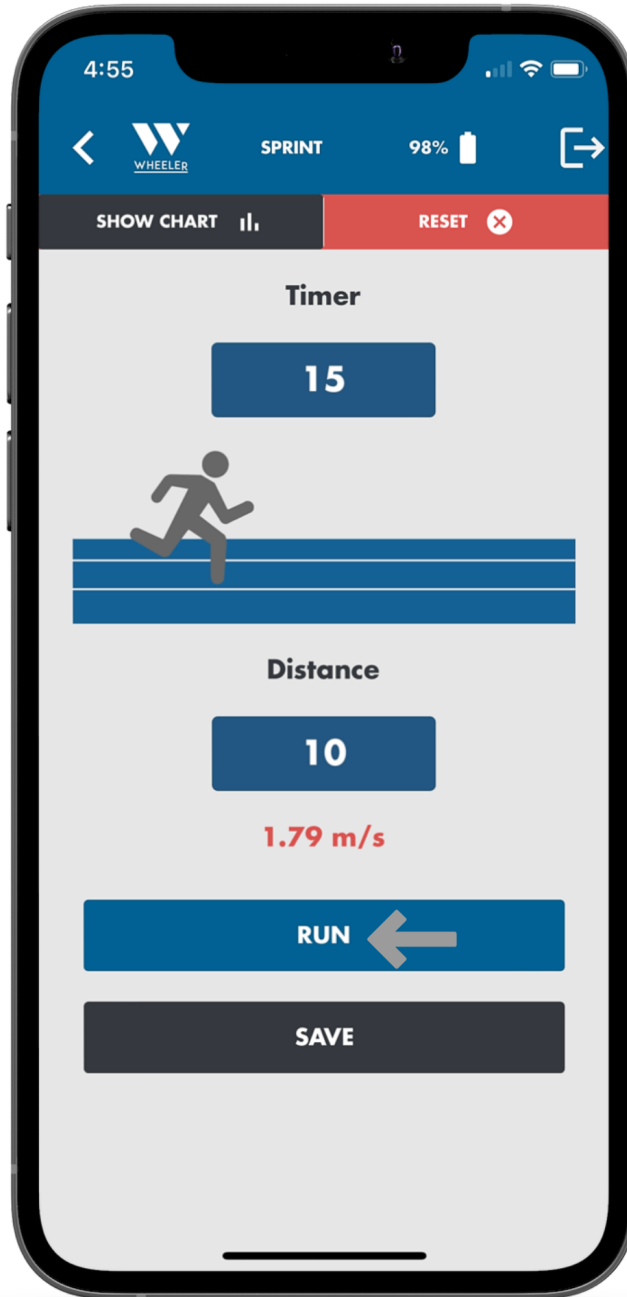 4:55
WHEELER
SPRINT
98%
SHOW CHART
RESET
Timer
15
Distance
10
1.79 m/s
RUN
SAVE